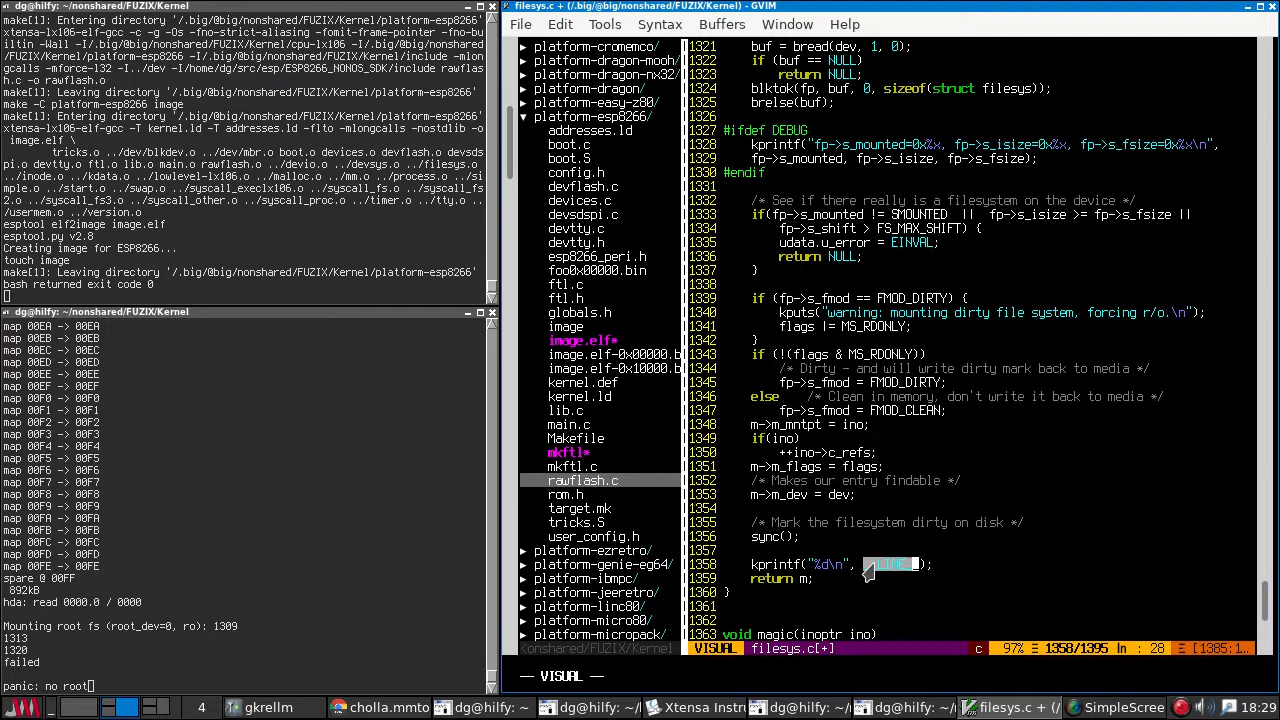 dg@hilfy: ~/nonshared/FUZIX/Kernel
make[1]: Entering directory '/.big/@big/nonshared/FUZIX/Kernel/platform-esp8266'
xtensa-lx106-elf-gcc -c -g -Os -fno-strict-aliasing -fomit-frame-pointer -fno-bu
iltin -Wall -I/.big/@big/nonshared/FUZIX/Kernel/cpu-lx106 -I/.big/@big/nonshared
/FUZIX/Kernel/platform-esp8266 -I/.big/@big/nonshared/FUZIX/Kernel/include -mlon
gcalls -mforce-l32 -I../dev -I/home/dg/src/esp/ESP8266_NONOS_SDK/include rawflas
h.c -o rawflash.o
make[1]: Leaving directory '/.big/@big/nonshared/FUZIX/Kernel/platform-esp8266'
make -C platform-esp8266 image
make[1]: Entering directory '/.big/@big/nonshared/FUZIX/Kernel/platform-esp8266'
xtensa-lx106-elf-gcc -T kernel.ld -T addresses.ld -flto -mlongcalls -nostdlib -o
 image.elf \
tricks.o ../dev/blkdev.o ../dev/mbr.o boot.o devices.o devflash.o devsds
pi.o devtty.o ftl.o lib.o main.o rawflash.o ../devio.o ../devsys.o ../filesys.o
../inode.o ../kdata.o ../lowlevel-lx106.o ../malloc.o ../mm.o ../process.o ../si
mple.o ../start.o ../swap.o ../syscall_execlx106.o ../syscall_fs.o ../syscall_fs
2.o ../syscall_fs3.o ../syscall_other.o ../syscall_proc.o ../timer.o ../tty.o ..
/usermem.o ../version.o
esptool elf2image image.elf
esptool.py v2.8
Creating image for ESP8266...
touch image
make[1]: Leaving directory '/.big/@big/nonshared/FUZIX/Kernel/platform-esp8266'
bash returned exit code 0
dg@hilfy: ~/nonshared/FUZIX/Kernel
map 00EA -> 00EA
map 00EB -> 00EB
map 00EC -> 00EC
map 00ED -> 00ED
map 00EE -> 00EE
map 00EF -> 00EF
map 00F0 -> 00F0
map 00F1 -> 00F1
map 00F2 -> 00F2
map 00F3 -> 00F3
map 00F4 -> 00F4
map 00F5 -> 00F5
map 00F6 -> 00F6
map 00F7 -> 00F7
map 00F8 -> 00F8
map 00F9 -> 00F9
map 00FA -> 00FA
map 00FB -> 00FB
map 00FC -> 00FC
map 00FD -> 00FD
map 00FE -> 00FE
spare @ 00FF
892kB
hda: read 0000.0 / 0000
Mounting root fs (root_dev=0, ro): 1309
1313
1320
failed
panic: no root
filesys.c + (/.big/@big/nonshared/FUZIX/Kernel) - GVIM
File Edit Tools Syntax Buffers Window Help
▶ platform-cromemco/
▶ platform-dragon-mooh/
▶ platform-dragon-nx32/
▶ platform-dragon/
▶ platform-easy-z80/
▼ platform-esp8266/
addresses.ld
boot.c
boot.S
config.h
devflash.c
devices.c
devsdspi.c
devtty.c
devtty.h
esp8266_peri.h
foo0x00000.bin
ftl.c
ftl.h
globals.h
image
image.elf*
image.elf-0x00000.b
image.elf-0x10000.b
kernel.def
kernel.ld
lib.c
main.c
Makefile
mkftl*
mkftl.c
rawflash.c
rom.h
target.mk
tricks.S
user_config.h
▶ platform-ezretro/
▶ platform-genie-eg64/
▶ platform-ibmpc/
▶ platform-jeeretro/
▶ platform-linc80/
▶ platform-micro80/
▶ platform-micropack/
<onshared/FUZIX/Kernel
1321 buf = bread(dev, 1, 0);
1322 if (buf == NULL)
1323 return NULL;
1324 blktok(fp, buf, 0, sizeof(struct filesys));
1325 brelse(buf);
1326
1327 #ifdef DEBUG
1328 kprintf("fp->s_mounted=0x%x, fp->s_isize=0x%x, fp->s_fsize=0x%x\n",
1329 fp->s_mounted, fp->s_isize, fp->s_fsize);
1330 #endif
1331
1332 /* See if there really is a filesystem on the device */
1333 if(fp->s_mounted != SMOUNTED || fp->s_isize >= fp->s_fsize ||
1334 fp->s_shift > FS_MAX_SHIFT) {
1335 udata.u_error = EINVAL;
1336 return NULL;
1337 }
1338
1339 if (fp->s_fmod == FMOD_DIRTY) {
1340 kputs("warning: mounting dirty file system, forcing r/o.\n");
1341 flags |= MS_RDONLY;
1342 }
1343 if (!(flags & MS_RDONLY))
1344 /* Dirty - and will write dirty mark back to media */
1345 fp->s_fmod = FMOD_DIRTY;
1346 else /* Clean in memory, don't write it back to media */
1347 fp->s_fmod = FMOD_CLEAN;
1348 m->m_mntpt = ino;
1349 if(ino)
1350 ++ino->c_refs;
1351 m->m_flags = flags;
1352 /* Makes our entry findable */
1353 m->m_dev = dev;
1354
1355 /* Mark the filesystem dirty on disk */
1356 sync();
1357
1358 kprintf("%d\n", __LINE__);
1359 return m;
1360 }
1361
1362
1363 void magic(inoptr ino)
VISUAL filesys.c[+] c 97% Ξ 1358/1395 ln : 28 Ξ [1385:1…
-- VISUAL --
4 gkrellm cholla.mmto dg@hilfy: ~/ dg@hilfy: ~/ Xtensa Instr dg@hilfy: ~/ dg@hilfy: ~/ filesys.c + (/ SimpleScree 18:29